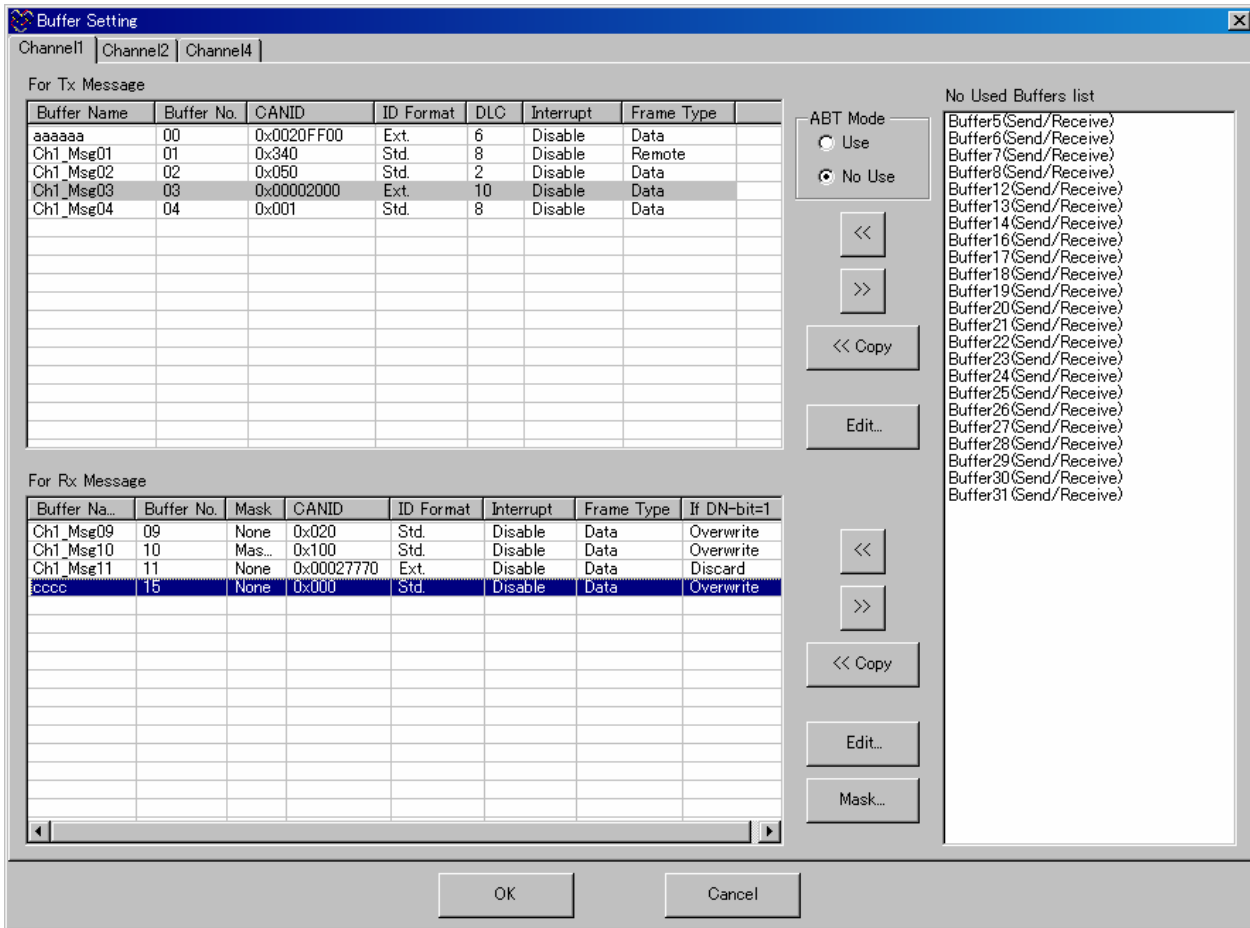 Buffer Setting
Channel1 Channel2 Channel4
For Tx Message
Buffer Name Buffer No. CANID ID Format DLC Interrupt Frame Type
aaaaaa 00 0x0020FF00 Ext. 6 Disable Data
Ch1_Msg01 01 0x340 Std. 8 Disable Remote
Ch1_Msg02 02 0x050 Std. 2 Disable Data
Ch1_Msg03 03 0x00002000 Ext. 10 Disable Data
Ch1_Msg04 04 0x001 Std. 8 Disable Data
ABT Mode
Use
No Use
<<
>>
<< Copy
Edit...
For Rx Message
Buffer Na... Buffer No. Mask CANID ID Format Interrupt Frame Type If DN-bit=1
Ch1_Msg09 09 None 0x020 Std. Disable Data Overwrite
Ch1_Msg10 10 Mas... 0x100 Std. Disable Data Overwrite
Ch1_Msg11 11 None 0x00027770 Ext. Disable Data Discard
cccc 15 None 0x000 Std. Disable Data Overwrite
<<
>>
<< Copy
Edit...
Mask...
No Used Buffers list
Buffer5(Send/Receive)
Buffer6(Send/Receive)
Buffer7(Send/Receive)
Buffer8(Send/Receive)
Buffer12(Send/Receive)
Buffer13(Send/Receive)
Buffer14(Send/Receive)
Buffer16(Send/Receive)
Buffer17(Send/Receive)
Buffer18(Send/Receive)
Buffer19(Send/Receive)
Buffer20(Send/Receive)
Buffer21(Send/Receive)
Buffer22(Send/Receive)
Buffer23(Send/Receive)
Buffer24(Send/Receive)
Buffer25(Send/Receive)
Buffer26(Send/Receive)
Buffer27(Send/Receive)
Buffer28(Send/Receive)
Buffer29(Send/Receive)
Buffer30(Send/Receive)
Buffer31(Send/Receive)
OK Cancel